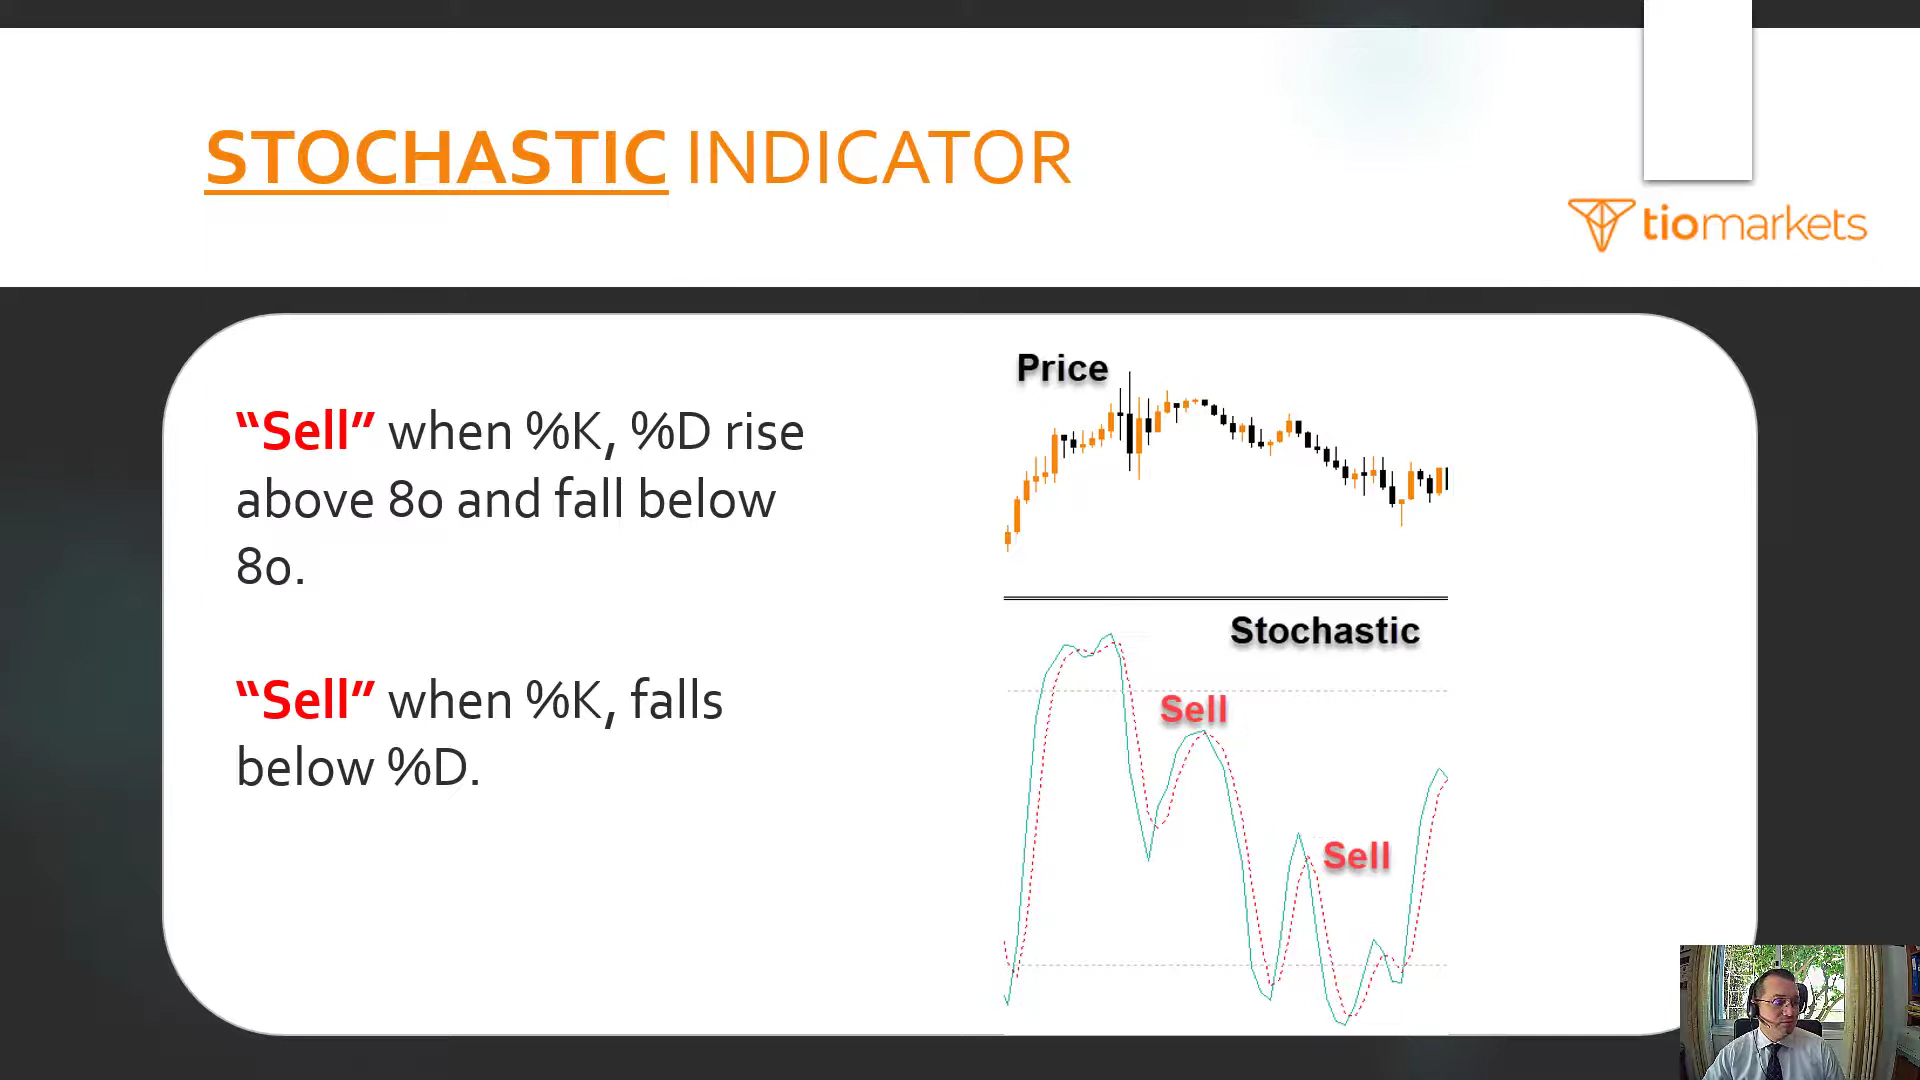 STOCHASTIC INDICATOR
tiomarkets
“Sell” when %K, %D rise
above 80 and fall below
80.
“Sell” when %K, falls
below %D.
Price
Stochastic
Sell
Sell